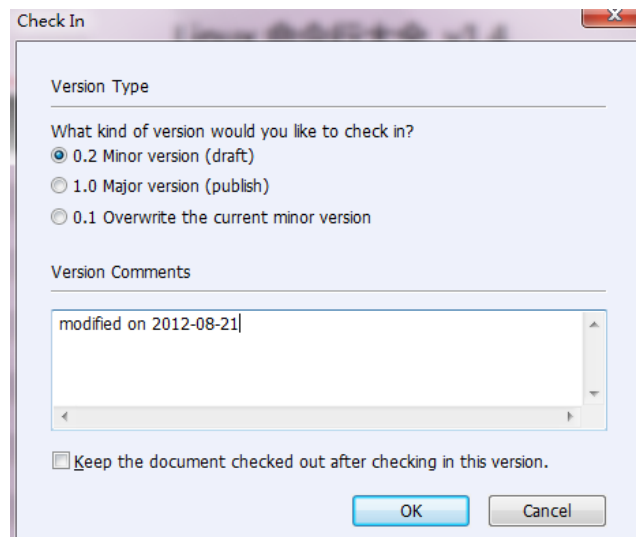 Check In
Version Type
What kind of version would you like to check in?
0.2 Minor version (draft)
1.0 Major version (publish)
0.1 Overwrite the current minor version
Version Comments
modified on 2012-08-21
Keep the document checked out after checking in this version.
OK
Cancel